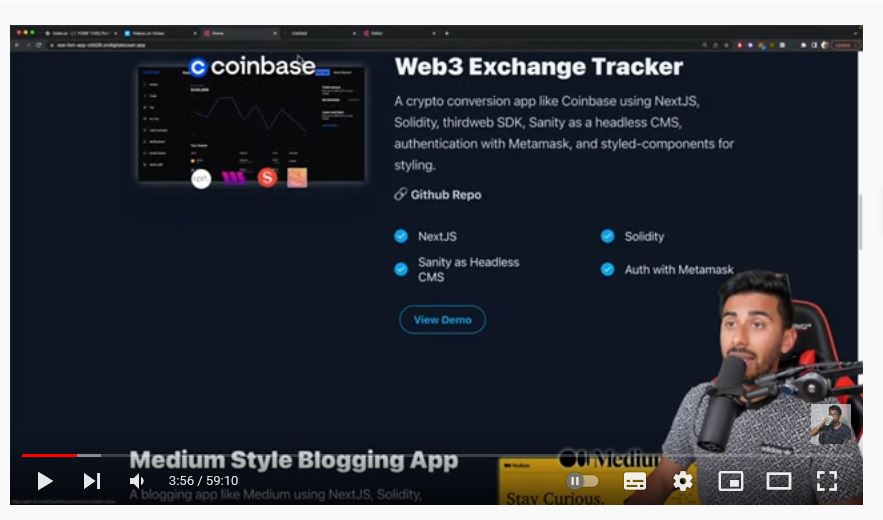 Home
Untitled
Editor
coinbase
Web3 Exchange Tracker
A crypto conversion app like Coinbase using NextJS,
Solidity, thirdweb SDK, Sanity as a headless CMS,
authentication with Metamask, and styled-components for
styling.
Github Repo
NextJS
Solidity
Sanity as Headless
CMS
Auth with Metamask
View Demo
Medium Style Blogging App
Medium
A blogging app like Medium using NextJS, Solidity,
Stay Curious.
3:56 / 59:10